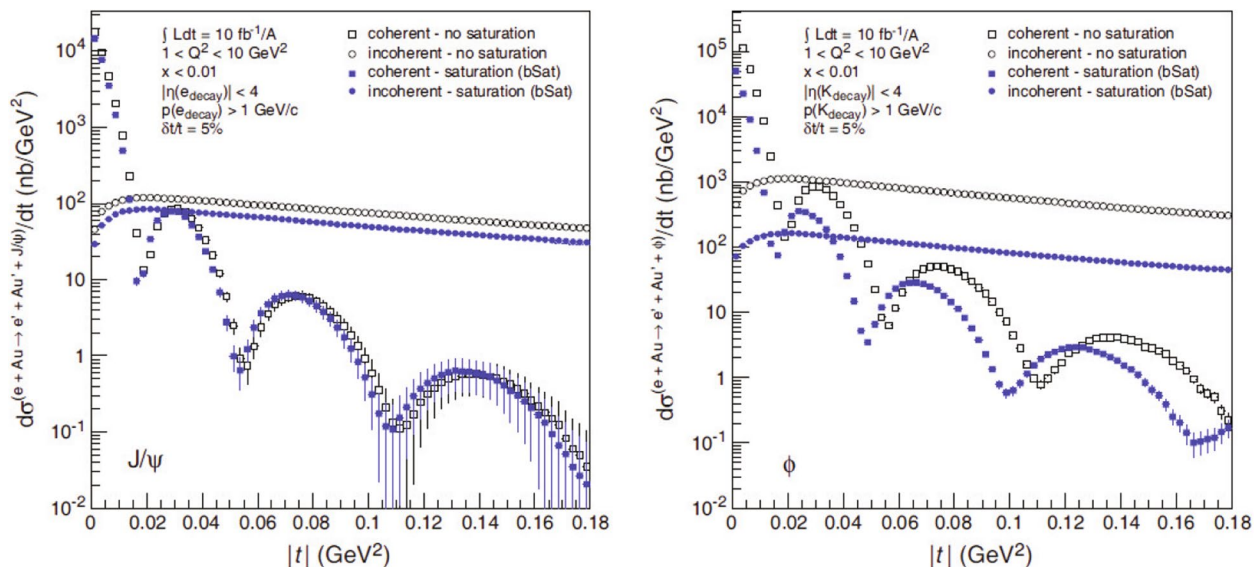 ∫ Ldt = 10 fb⁻¹/A
1 < Q² < 10 GeV²
x < 0.01
|η(e_decay)| < 4
p(e_decay) > 1 GeV/c
δt/t = 5%
coherent - no saturation
incoherent - no saturation
coherent - saturation (bSat)
incoherent - saturation (bSat)
dσ^(e + Au → e' + Au' + J/ψ)/dt (nb/GeV²)
10⁴
10³
10²
10
1
10⁻¹
10⁻²
J/ψ
0 0.02 0.04 0.06 0.08 0.1 0.12 0.14 0.16 0.18
|t| (GeV²)
∫ Ldt = 10 fb⁻¹/A
1 < Q² < 10 GeV²
x < 0.01
|η(K_decay)| < 4
p(K_decay) > 1 GeV/c
δt/t = 5%
coherent - no saturation
incoherent - no saturation
coherent - saturation (bSat)
incoherent - saturation (bSat)
dσ^(e + Au → e' + Au' + ϕ)/dt (nb/GeV²)
10⁵
10⁴
10³
10²
10
1
10⁻¹
10⁻²
ϕ
0 0.02 0.04 0.06 0.08 0.1 0.12 0.14 0.16 0.18
|t| (GeV²)